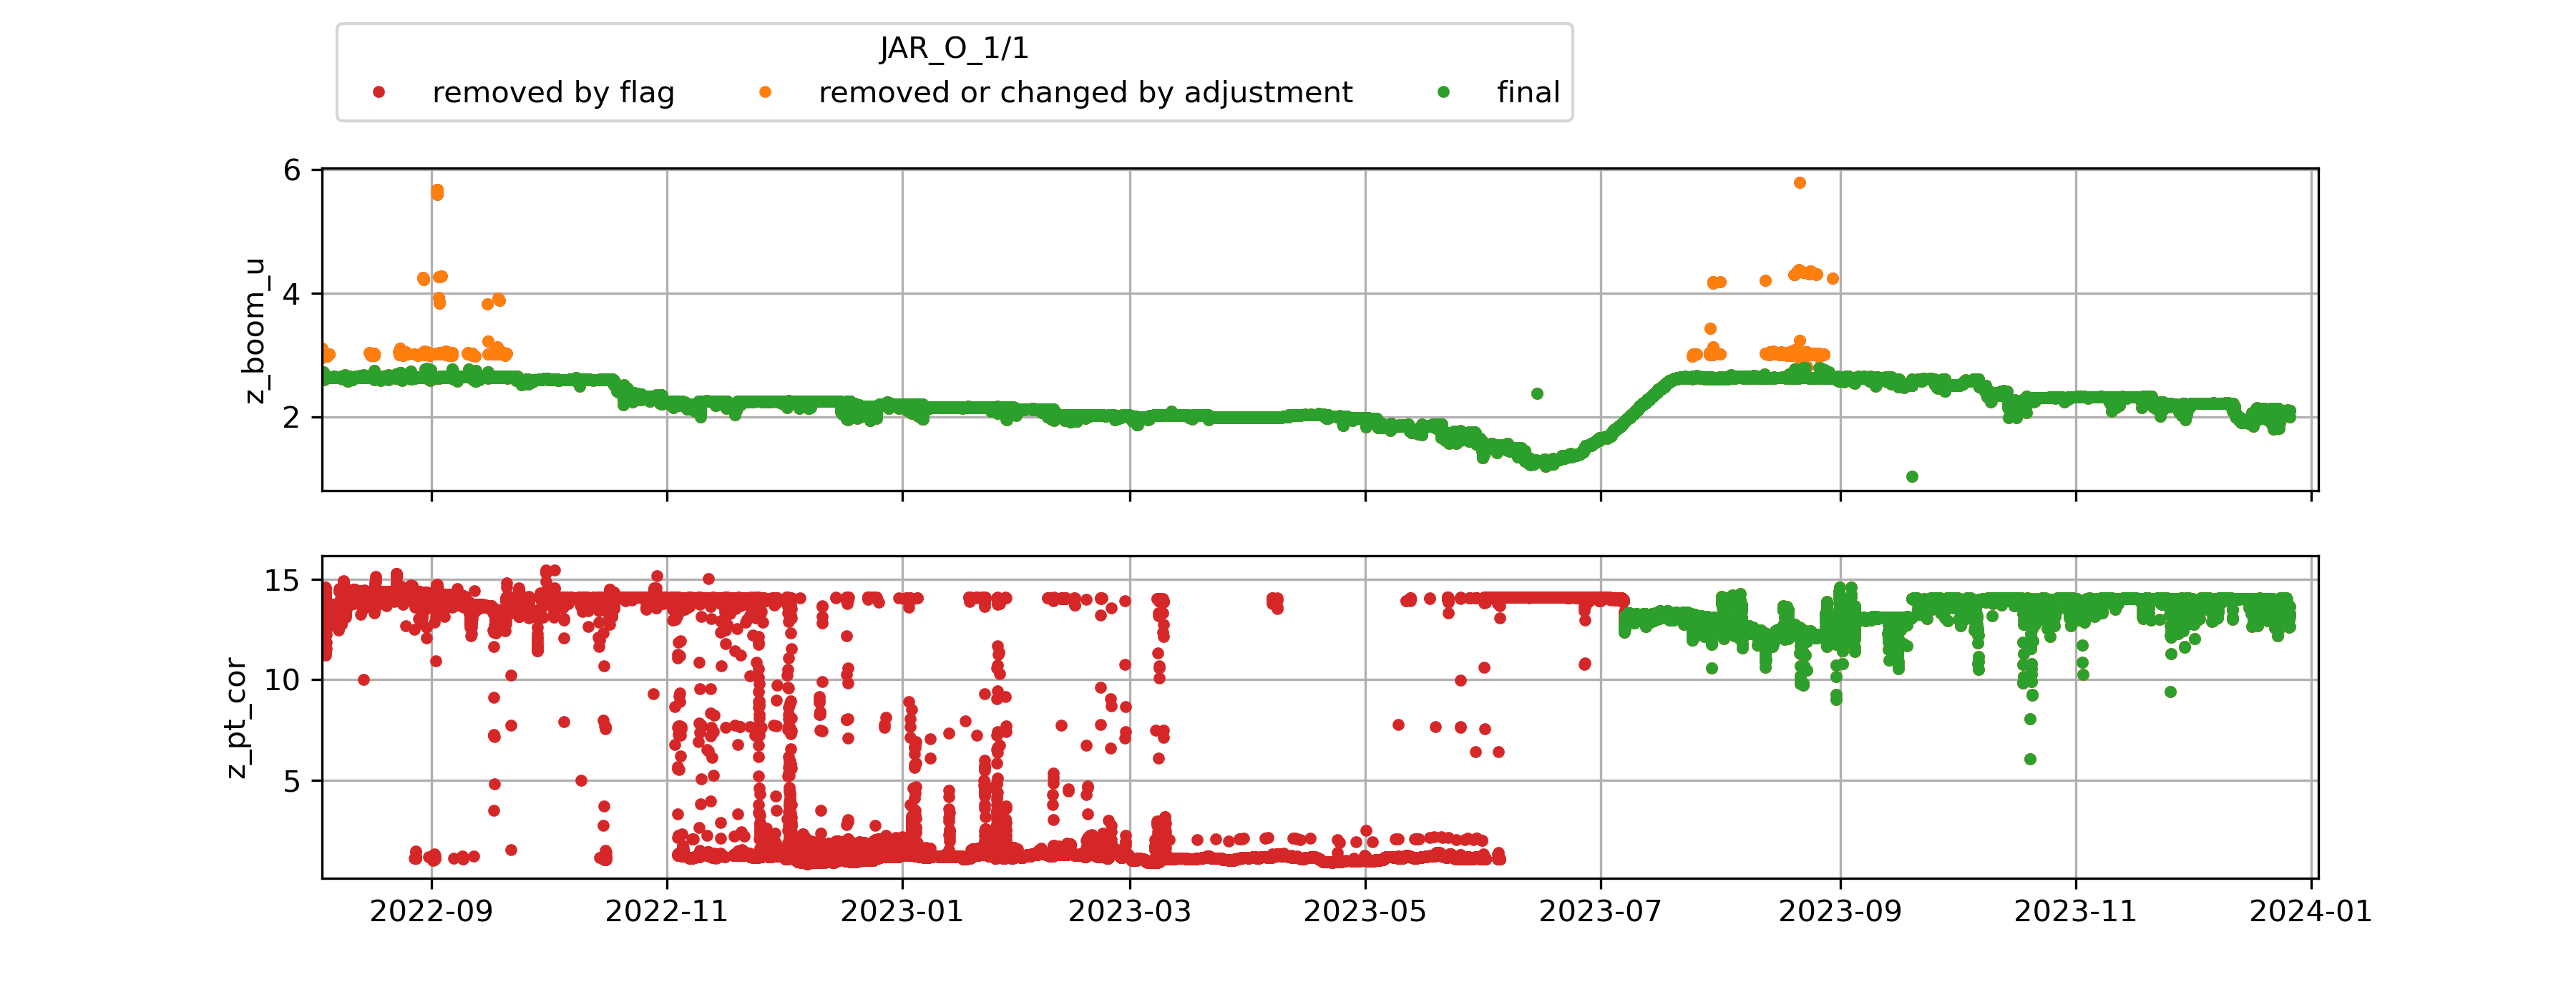 JAR_O_1/1
removed by flag removed or changed by adjustment final
6
4
2
z_boom_u
15
10
5
z_pt_cor
2022-09 2022-11 2023-01 2023-03 2023-05 2023-07 2023-09 2023-11 2024-01